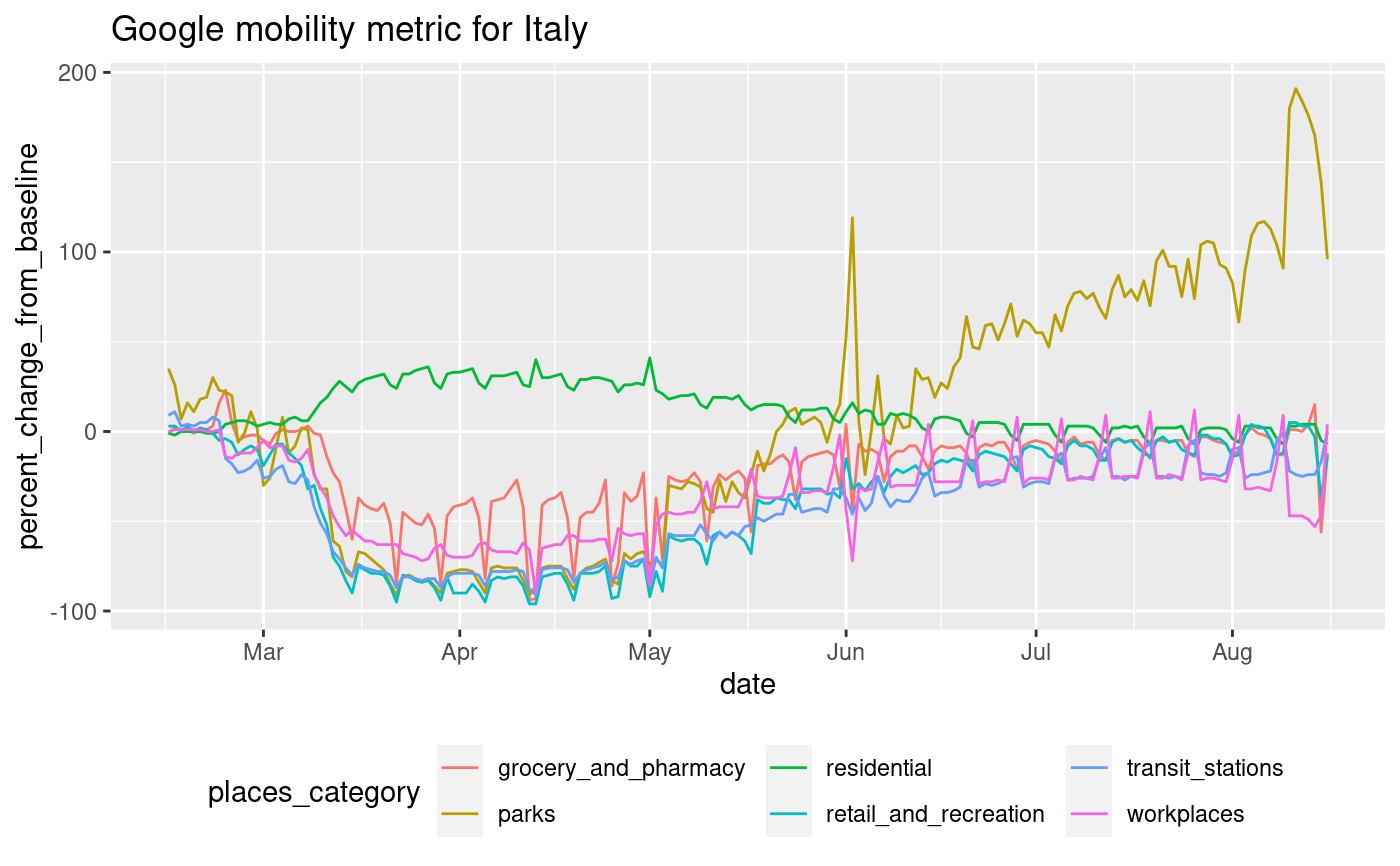 Google mobility metric for Italy
percent_change_from_baseline
200
100
0
-100
Mar Apr May Jun Jul Aug
date
places_category
grocery_and_pharmacy residential transit_stations
parks retail_and_recreation workplaces